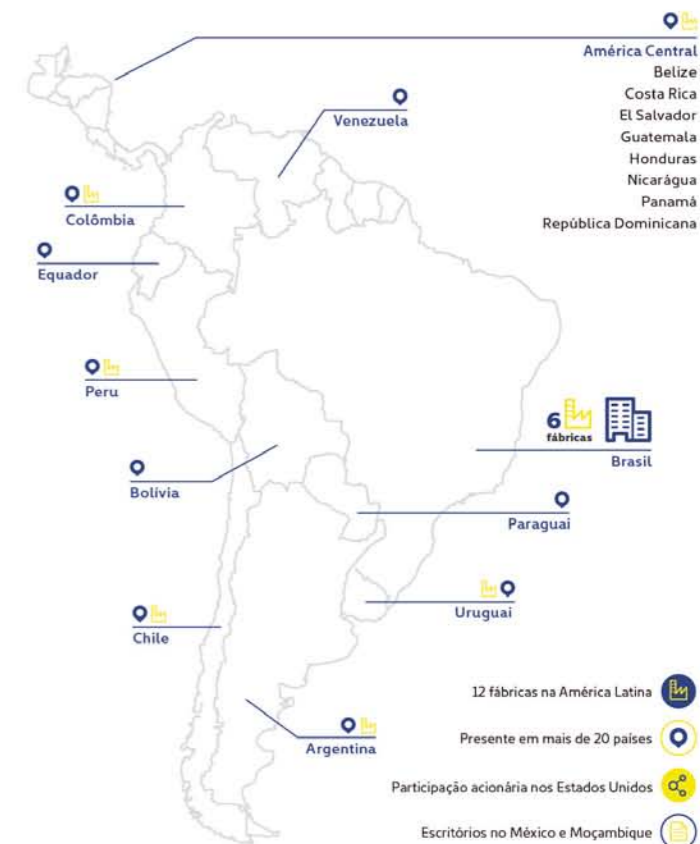 América Central
Belize
Costa Rica
El Salvador
Guatemala
Honduras
Nicarágua
Panamá
República Dominicana
Venezuela
Colômbia
Equador
Peru
6
fábricas
Brasil
Bolívia
Paraguai
Uruguai
Chile
Argentina
12 fábricas na América Latina
Presente em mais de 20 países
Participação acionária nos Estados Unidos
Escritórios no México e Moçambique